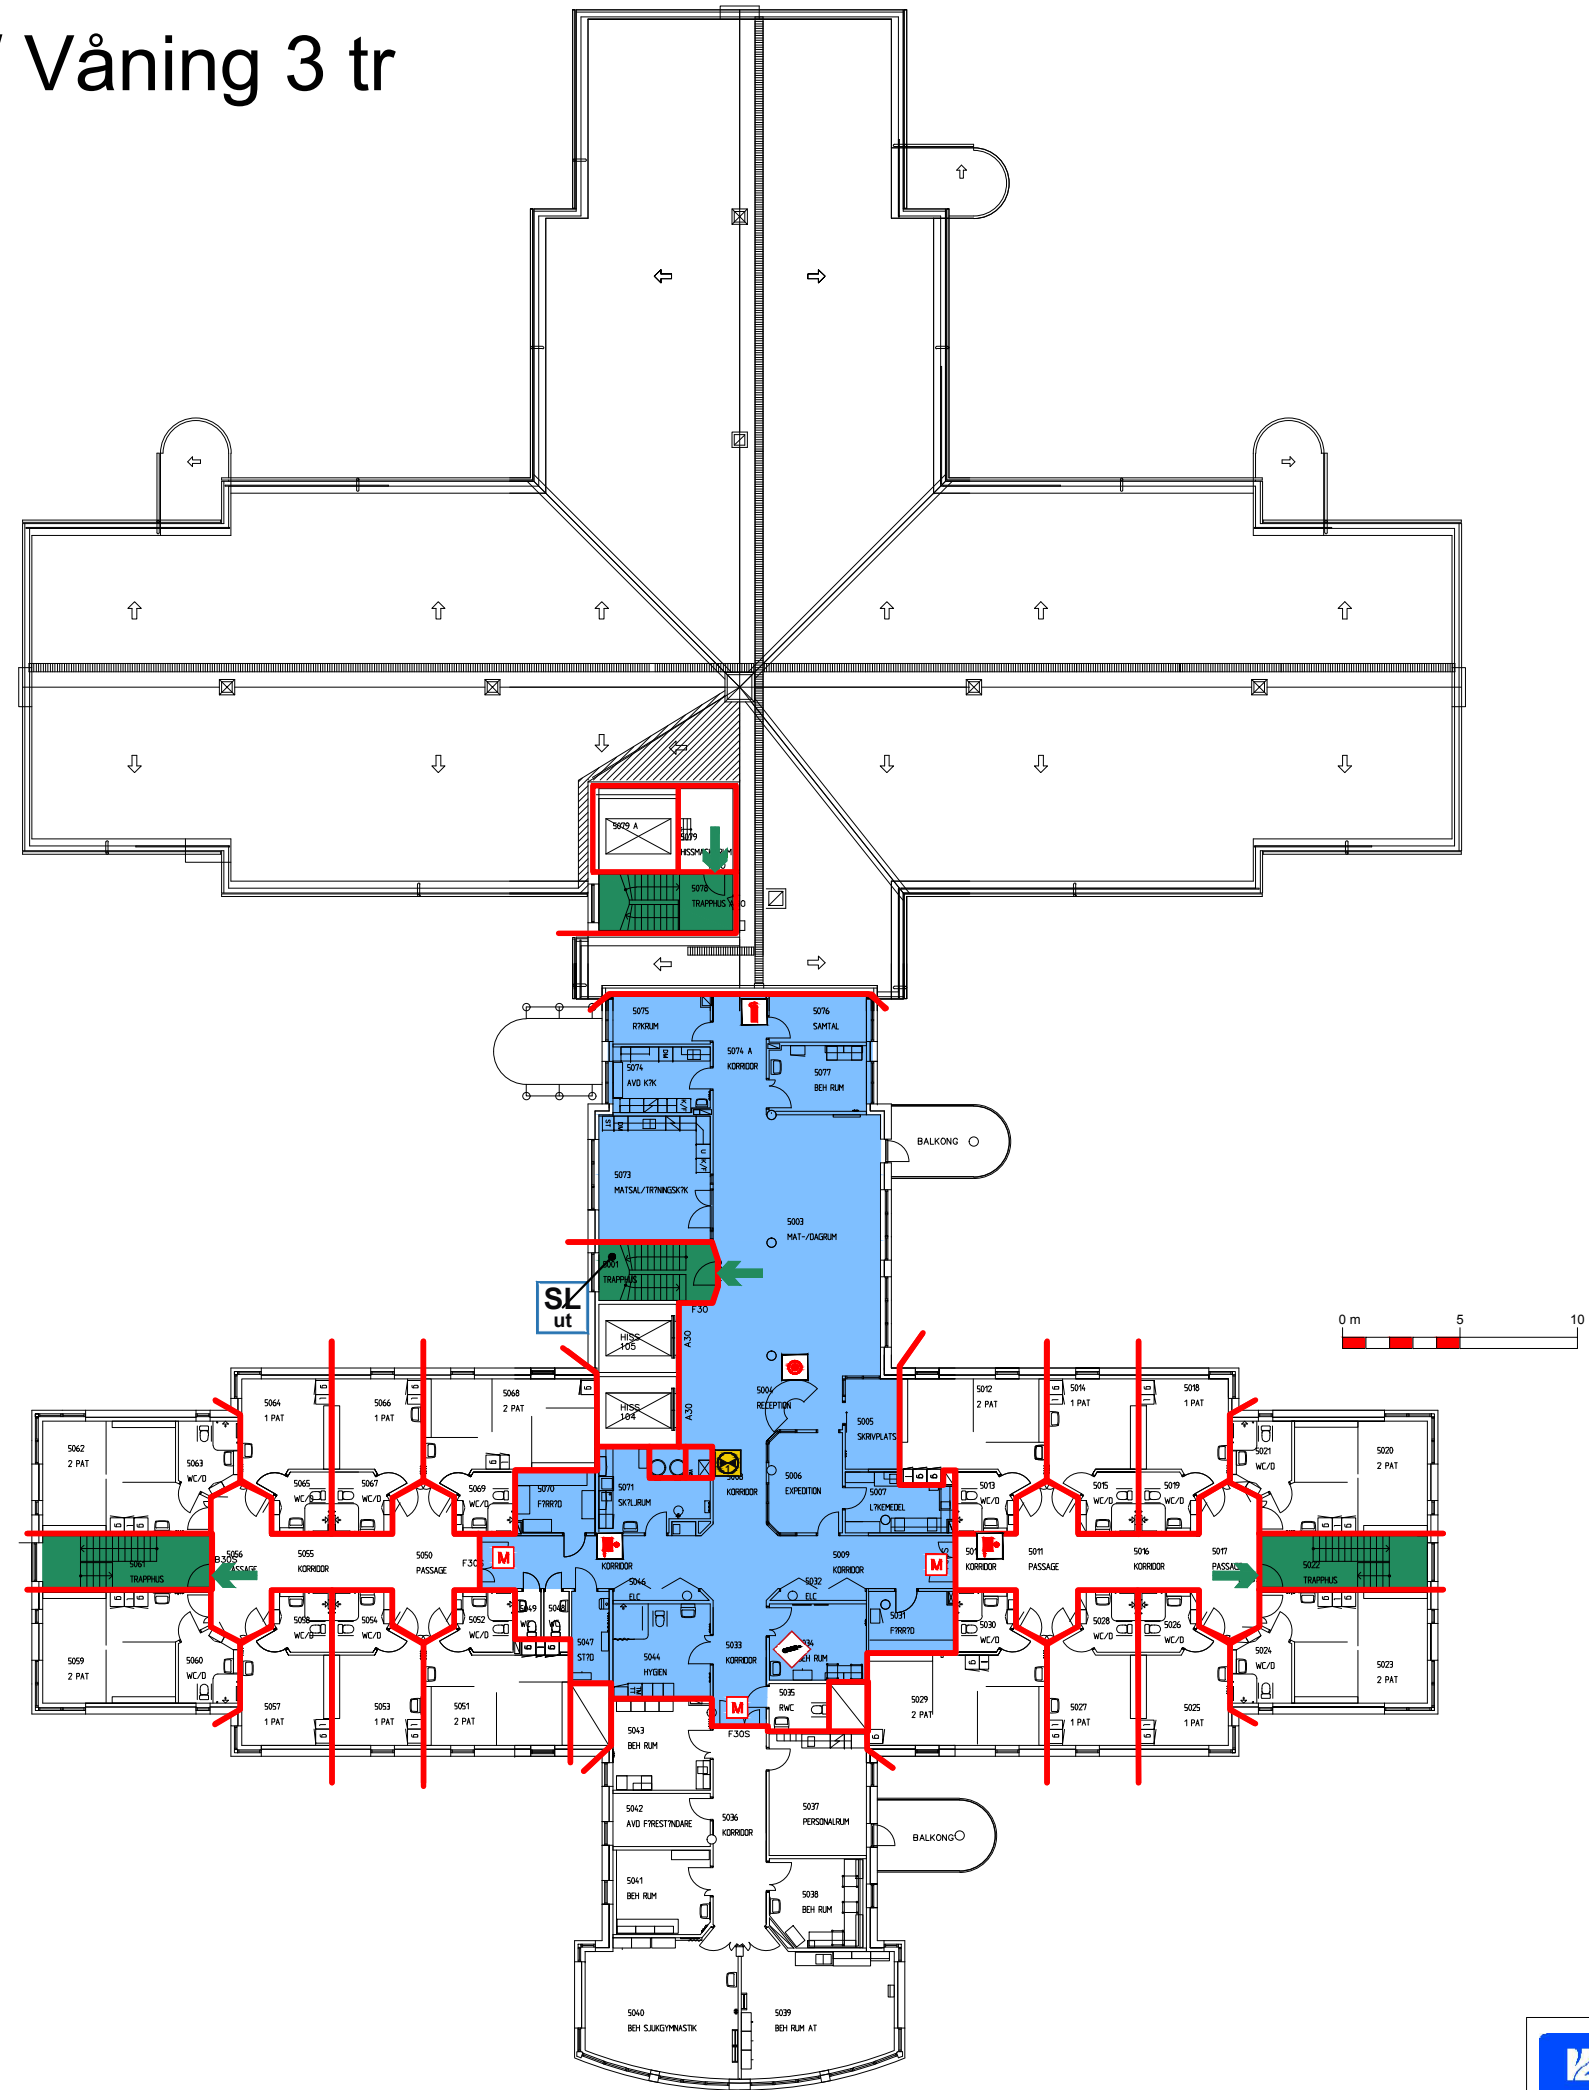 Våning 3 tr
5079 A
5079
5078
TRAPPHUS
5075
R?KRUM
5076
SAMTAL
5074 A
KORRIDOR
5074
AVD K?K
5077
BEH RUM
DM
K/F
ST
DM
U K/F
BALKONG
5073
MATSAL/TR?NINGSK?K
5003
MAT-/DAGRUM
5001
TRAPPHUS
SL
ut
F30
HISS
105
A30
HISS
104
A30
0 m 5 10
5004
RECEPTION
5005
SKRIVPLATS
5006
EXPEDITION
5007
L?KEMEDEL
KORRIDOR
5064
1 PAT
5066
1 PAT
5068
2 PAT
5062
2 PAT
5063
WC/D
5065
WC/D
5067
WC/D
5069
WC/D
5070
F?RR?D
5071
SK?LJRUM
5012
2 PAT
5014
1 PAT
5018
1 PAT
5021
WC/D
5020
2 PAT
5013
WC/D
5015
WC/D
5019
WC/D
5061
TRAPPHUS
B30S
5056
5055
KORRIDOR
5050
PASSAGE
M
KORRIDOR
5009
KORRIDOR
M
KORRIDOR
5011
PASSAGE
5016
KORRIDOR
5017
PASSAGE
5022
TRAPPHUS
5046
ELC
5032
ELC
5058
WC/D
5054
WC/D
5052
WC/D
5049
WC
WC
5047
ST?D
5044
HYGIEN
5033
KORRIDOR
BEH RUM
5031
F?RR?D
5030
WC/D
5028
WC/D
5026
WC/D
5024
WC/D
5023
2 PAT
5059
2 PAT
5060
WC/D
5057
1 PAT
5053
1 PAT
5051
2 PAT
5035
RWC
5029
2 PAT
5027
1 PAT
5025
1 PAT
M
F30S
5043
BEH RUM
5042
AVD F?REST?NDARE
5036
KORRIDOR
5037
PERSONALRUM
BALKONG
5041
BEH RUM
5038
BEH RUM
5040
BEH SJUKGYMNASTIK
5039
BEH RUM AT